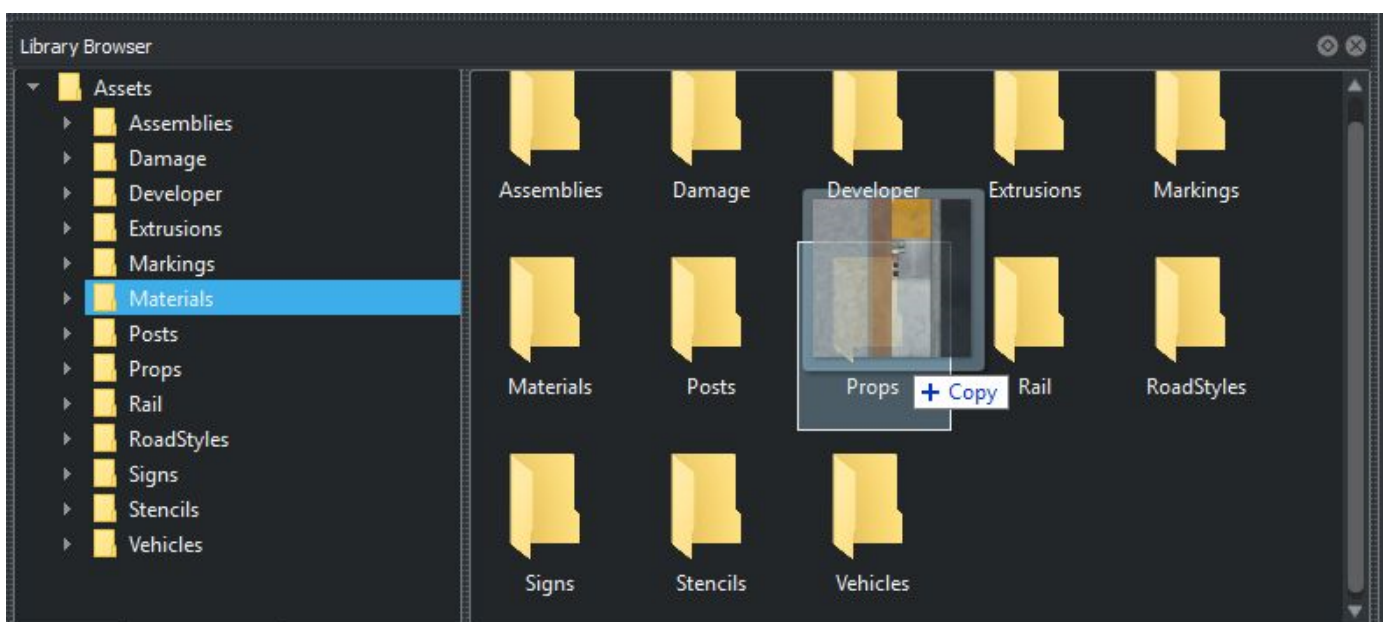 Library Browser
Assets
Assemblies
Damage
Developer
Extrusions
Markings
Materials
Posts
Props
Rail
RoadStyles
Signs
Stencils
Vehicles
Assemblies Damage Developer Extrusions Markings
Materials Posts Props + Copy Rail RoadStyles
Signs Stencils Vehicles